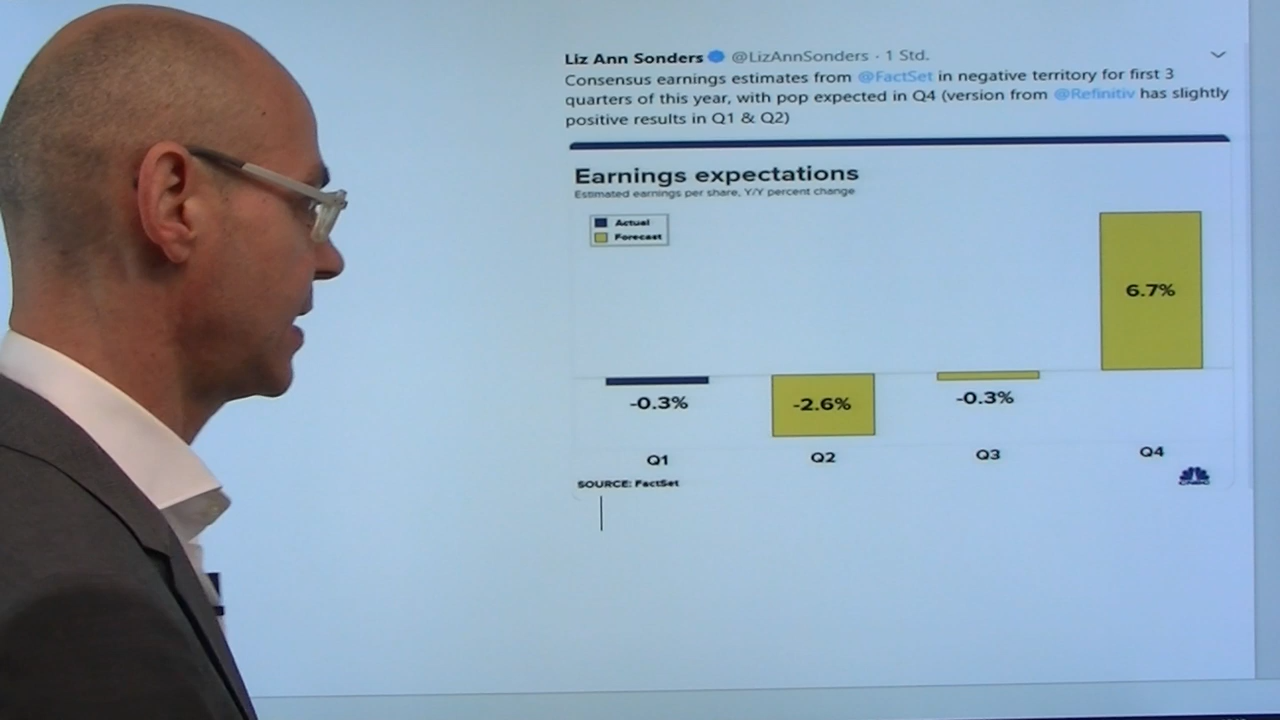 Liz Ann Sonders @LizAnnSonders · 1 Std.
Consensus earnings estimates from @FactSet in negative territory for first 3
quarters of this year, with pop expected in Q4 (version from @Refinitiv has slightly
positive results in Q1 & Q2)
Earnings expectations
Estimated earnings per share, Y/Y percent change
Actual
Forecast
6.7%
-0.3%
-2.6%
-0.3%
Q1
Q2
Q3
Q4
SOURCE: FactSet
CNBC